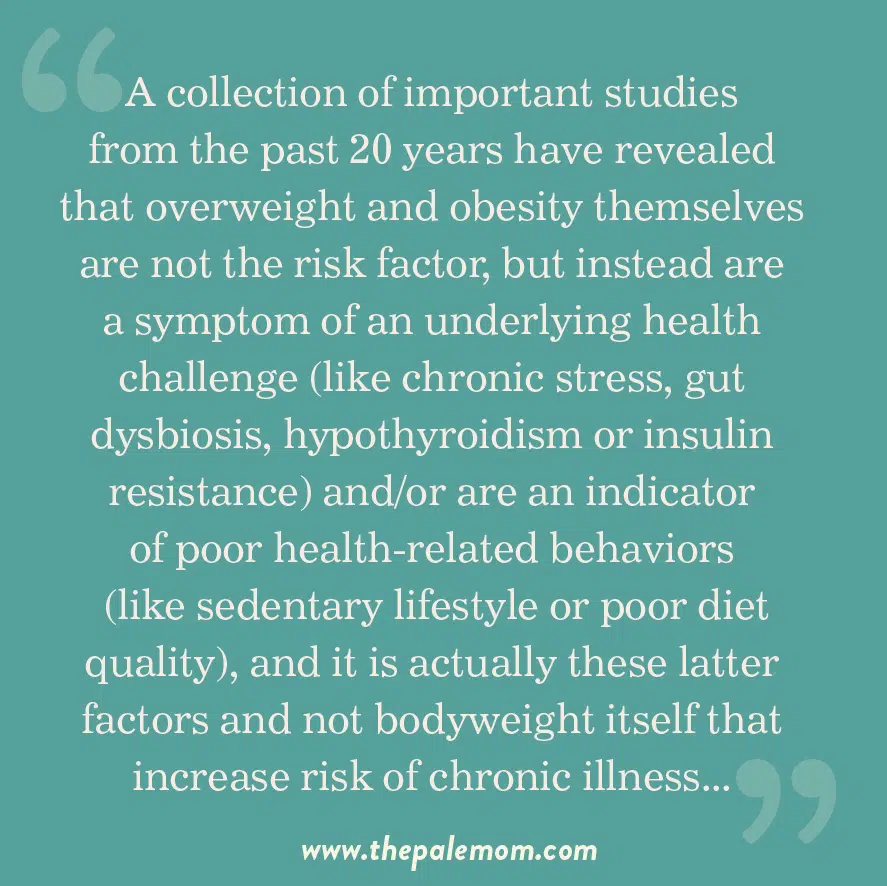 “A collection of important studies
from the past 20 years have revealed
that overweight and obesity themselves
are not the risk factor, but instead are
a symptom of an underlying health
challenge (like chronic stress, gut
dysbiosis, hypothyroidism or insulin
resistance) and/or are an indicator
of poor health-related behaviors
(like sedentary lifestyle or poor diet
quality), and it is actually these latter
factors and not bodyweight itself that
increase risk of chronic illness...”
www.thepalemom.com